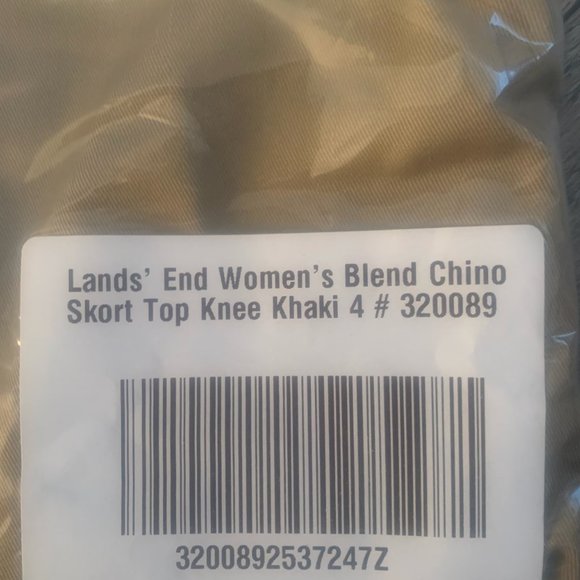 Lands' End Women's Blend Chino
Skort Top Knee Khaki 4 # 320089
3200892537247Z